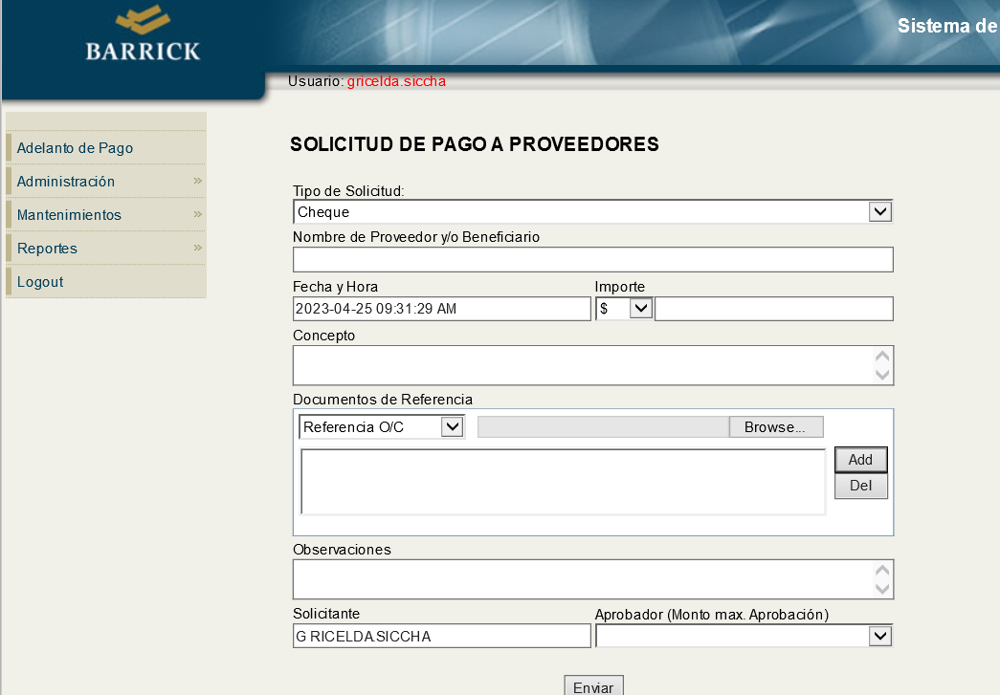 BARRICK
Sistema de
Usuario: gricelda.siccha
Adelanto de Pago
Administración »
Mantenimientos »
Reportes »
Logout
SOLICITUD DE PAGO A PROVEEDORES
Tipo de Solicitud:
Cheque
Nombre de Proveedor y/o Beneficiario
Fecha y Hora Importe
2023-04-25 09:31:29 AM $
Concepto
Documentos de Referencia
Referencia O/C Browse...
Add
Del
Observaciones
Solicitante Aprobador (Monto max. Aprobación)
GRICELDA.SICCHA
Enviar